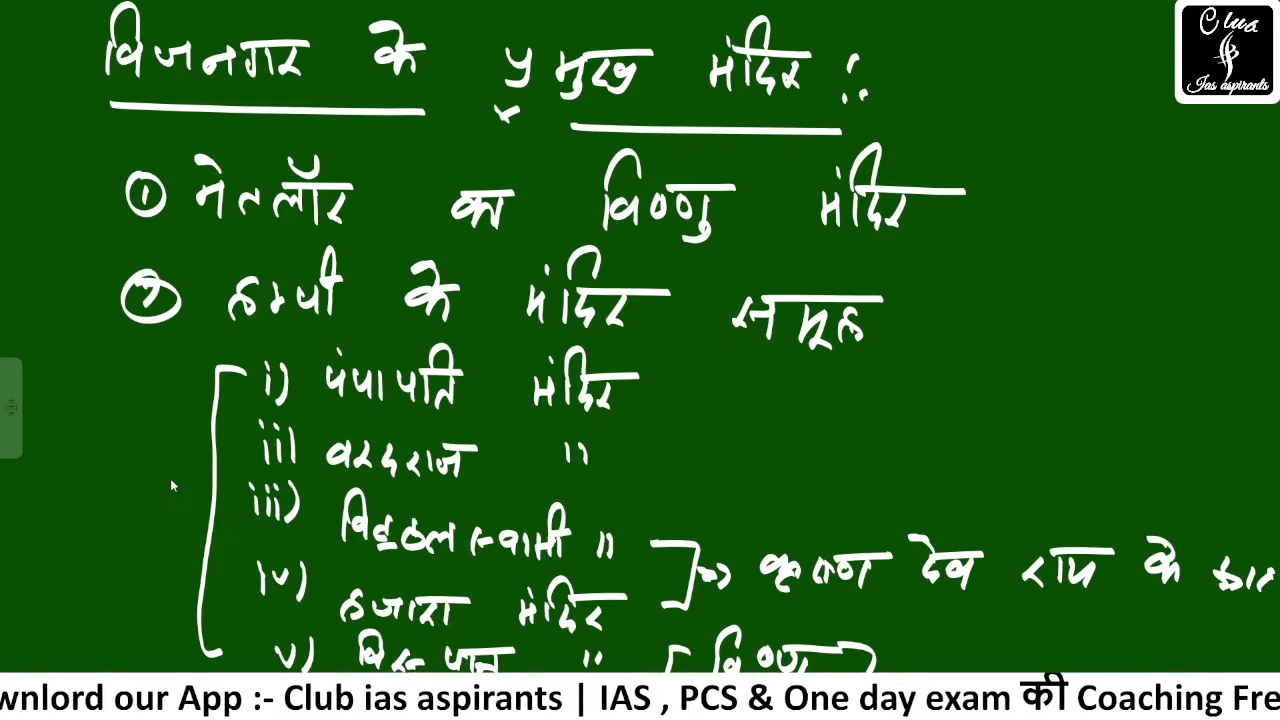 विजनगर के प्रमुख मंदिर :
① नेल्लॉर का विष्णु मंदिर
② हम्पी के मंदिर समूह
i) पंपापति मंदिर
ii) वरदराज "
iii) विट्ठल स्वामी "
iv) हजारा मंदिर
→ कृष्ण देव राय के
v) "
Club
Ias aspirants
wnlord our App :- Club ias aspirants | IAS , PCS & One day exam की Coaching Fre